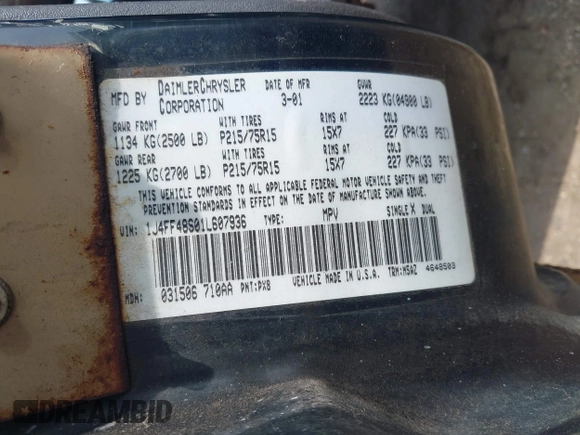 MFD BY DAIMLERCHRYSLER CORPORATION DATE OF MFR 3-01 GVWR 2223 KG(04900 LB)
GAWR FRONT WITH TIRES RIMS AT COLD
1134 KG(2500 LB) P215/75R15 15X7 227 KPA(33 PSI)
GAWR REAR WITH TIRES RIMS AT COLD
1225 KG(2700 LB) P215/75R15 15X7 227 KPA(33 PSI)
THIS VEHICLE CONFORMS TO ALL APPLICABLE FEDERAL MOTOR VEHICLE SAFETY AND THEFT
PREVENTION STANDARDS IN EFFECT ON THE DATE OF MANUFACTURE SHOWN ABOVE.
VIN: 1J4FF48S01L607936 TYPE: MPV SINGLE X DUAL
MDH: 031506 710AA PNT:PXB VEHICLE MADE IN U.S.A. TRM:MSAZ 4648503
DREAMBID